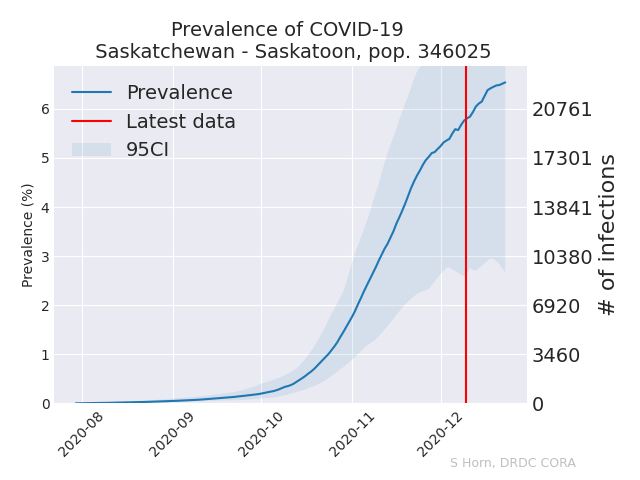 Prevalence of COVID-19
Saskatchewan - Saskatoon, pop. 346025
Prevalence
Latest data
95CI
Prevalence (%)
6
5
4
3
2
1
0
20761
17301
13841
10380
6920
3460
0
# of infections
2020-08
2020-09
2020-10
2020-11
2020-12
S Horn, DRDC CORA